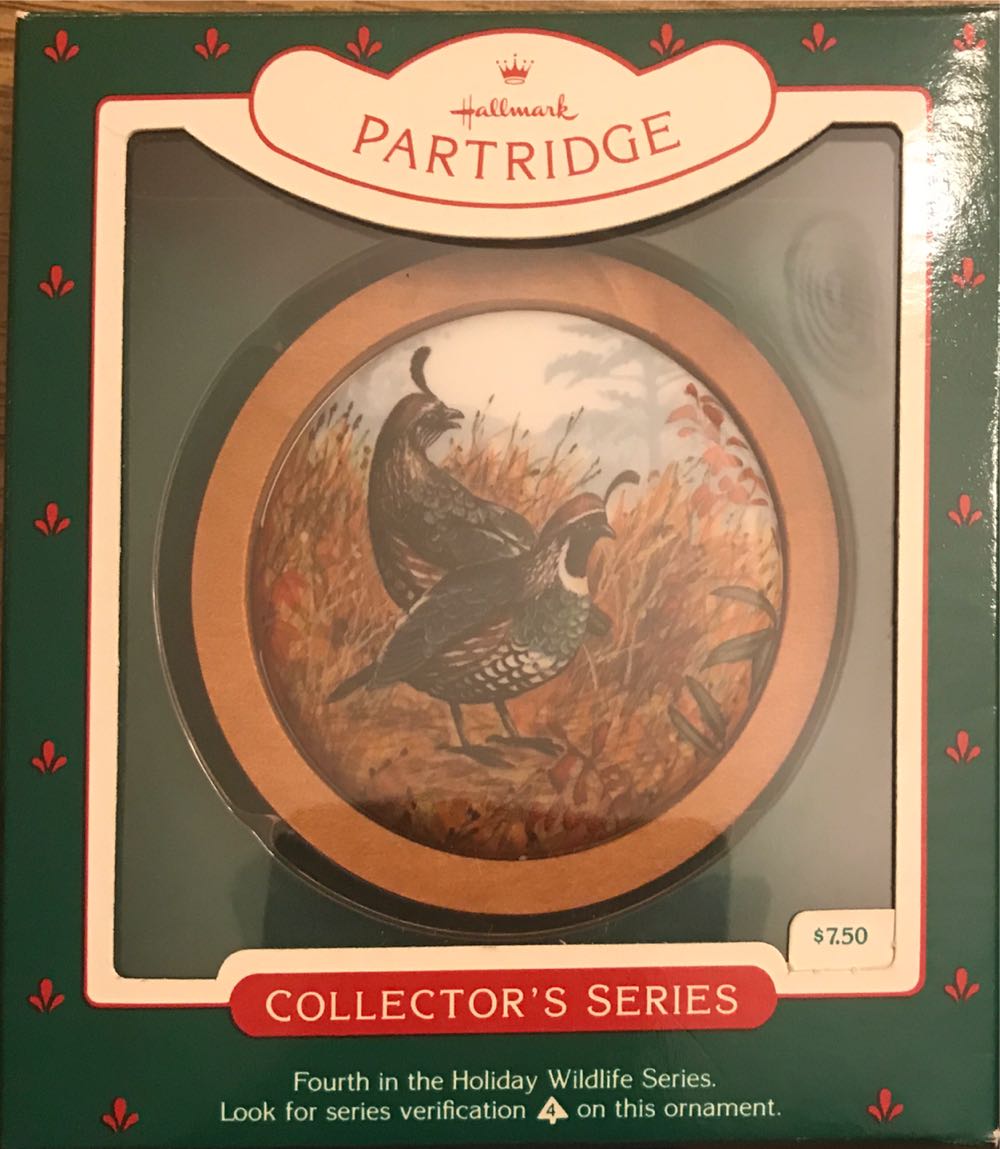 Hallmark
PARTRIDGE
$7.50
COLLECTOR'S SERIES
Fourth in the Holiday Wildlife Series.
Look for series verification 4 on this ornament.